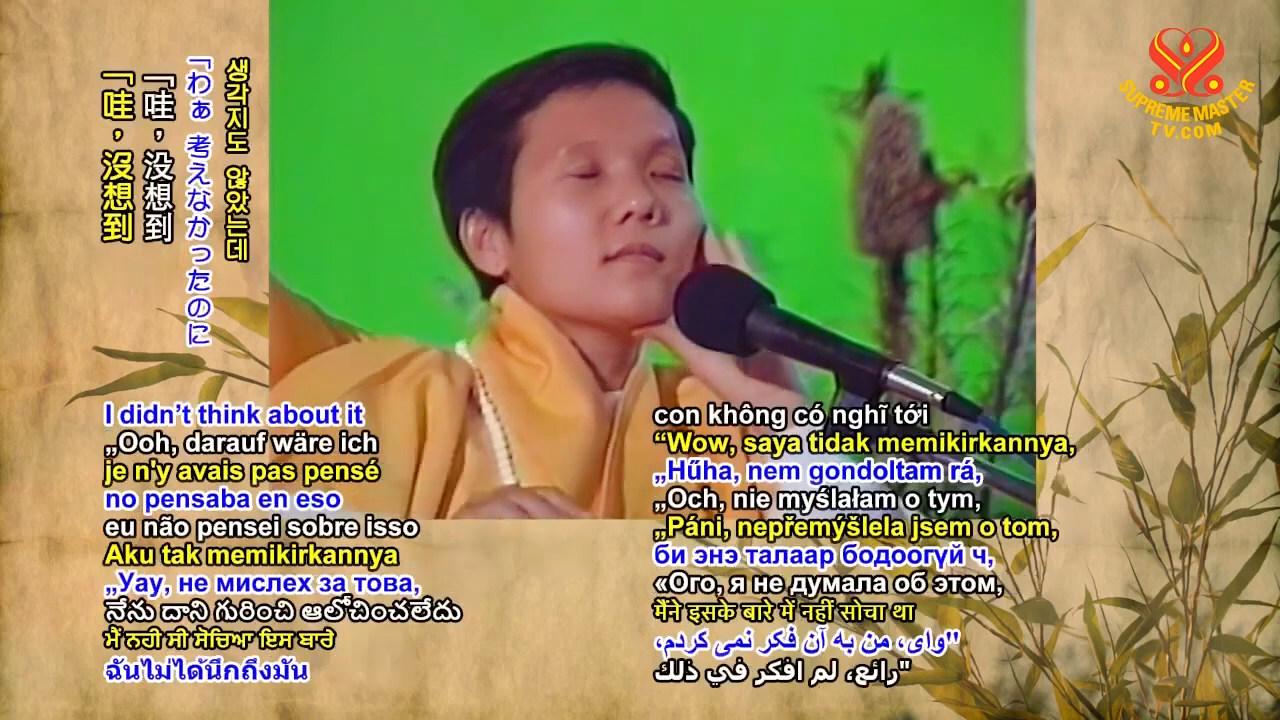 「哇，沒想到
「哇，没想到
「わぁ 考えなかったのに
생각지도 않았는데
SUPREME MASTER
TV.COM
I didn’t think about it
„Ooh, darauf wäre ich
je n'y avais pas pensé
no pensaba en eso
eu não pensei sobre isso
Aku tak memikirkannya
„Уау, не мислех за това,
నేను దాని గురించి ఆలోచించలేదు
ਮੈਂ ਨਹੀ ਸੀ ਸੋਚਿਆ ਇਸ ਬਾਰੇ
ฉันไม่ได้นึกถึงมัน
con không có nghĩ tới
“Wow, saya tidak memikirkannya,
„Hűha, nem gondoltam rá,
„Och, nie myślałam o tym,
„Páni, nepřemýšlela jsem o tom,
би энэ талаар бодоогүй ч,
«Ого, я не думала об этом,
मैंने इसके बारे में नहीं सोचा था
"وای، من به آن فکر نمی کردم،
"رائع، لم افكر في ذلك